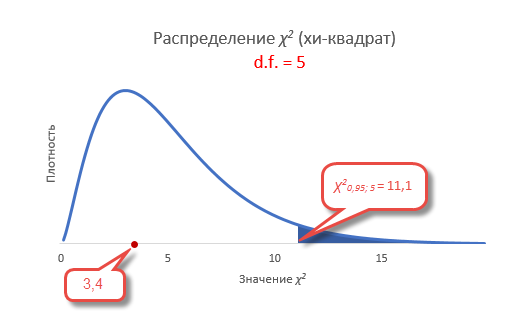 Распределение χ² (хи-квадрат)
d.f. = 5
Плотность
χ²0,95; 5 = 11,1
0 5 10 15
3,4
Значение χ²